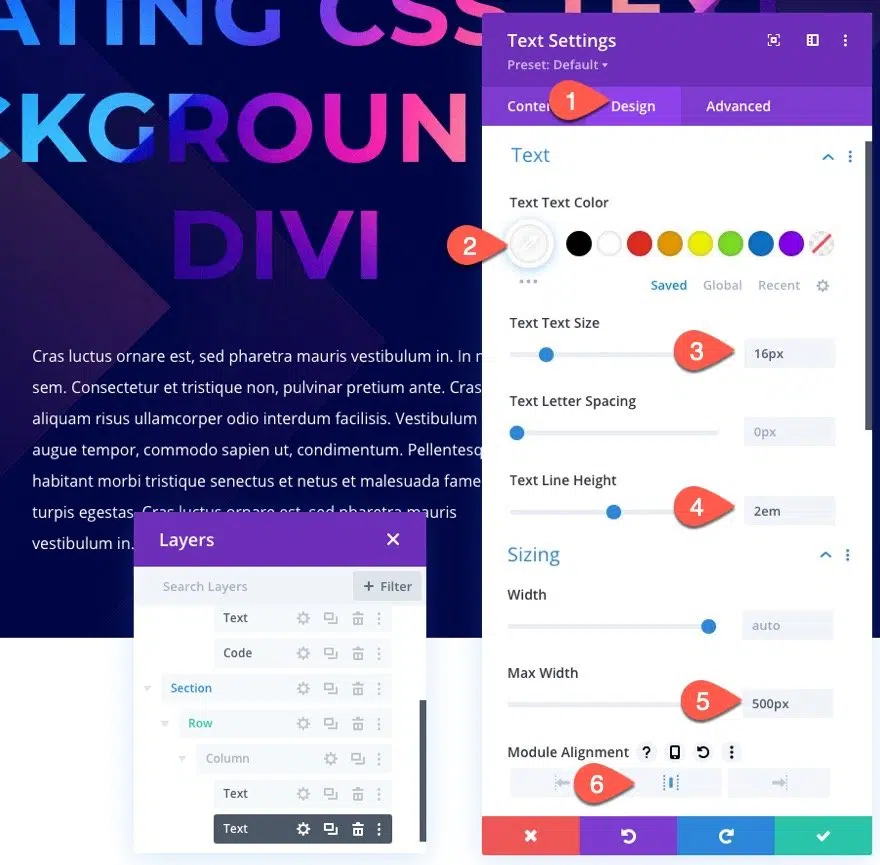 ATING CSS TEXT
CKGROUN
DIVI
Cras luctus ornare est, sed pharetra mauris vestibulum in. In
sem. Consectetur et tristique non, pulvinar pretium ante. Cras
aliquam risus ullamcorper odio interdum facilisis. Vestibulum
augue tempor, commodo sapien ut, condimentum. Pellentesq
habitant morbi tristique senectus et netus et malesuada fame
turpis egestas. Cras luctus ornare est, sed pharetra mauris
vestibulum in.
Layers
Search Layers
+ Filter
Text
Code
Section
Row
Column
Text
Text
Text Settings
Preset: Default
Conte
1
Design
Advanced
Text
Text Text Color
2
Saved
Global
Recent
Text Text Size
3
16px
Text Letter Spacing
0px
Text Line Height
4
2em
Sizing
Width
auto
Max Width
5
500px
Module Alignment ?
6